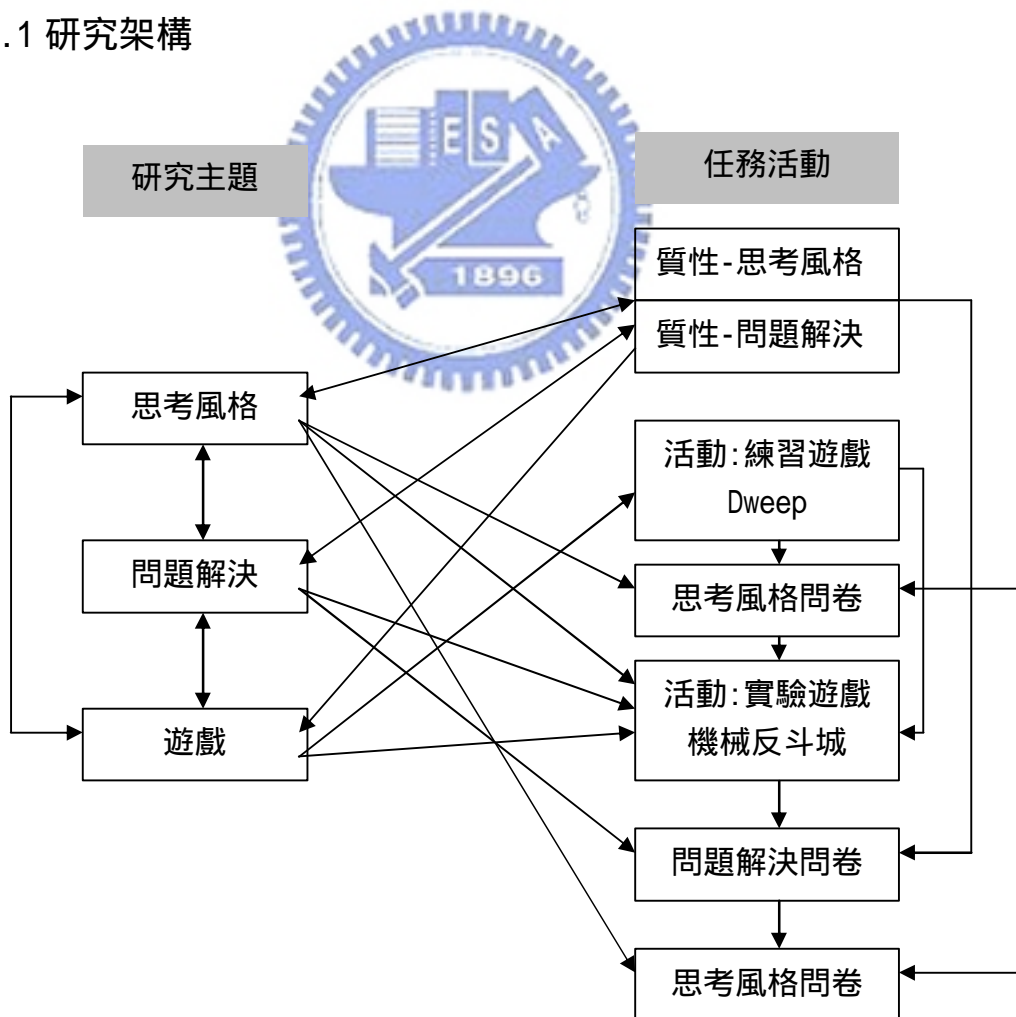 .1 研究架構
E S A
1896
研究主題
任務活動
質性-思考風格
質性-問題解決
思考風格
問題解決
遊戲
活動:練習遊戲
Dweep
思考風格問卷
活動:實驗遊戲
機械反斗城
問題解決問卷
思考風格問卷